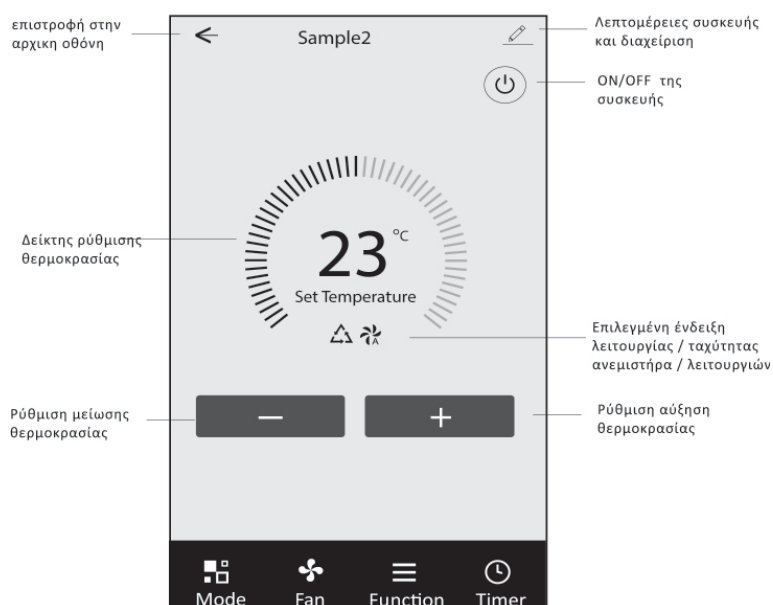 επιστροφή στην
αρχικη οθόνη
Sample2
Λεπτομέρειες συσκευής
και διαχείριση
ON/OFF της
συσκευής
Δείκτης ρύθμισης
θερμοκρασίας
23 °C
Set Temperature
A
Επιλεγμένη ένδειξη
λειτουργίας / ταχύτητας
ανεμιστήρα / λειτουργιών
Ρύθμιση μείωσης
θερμοκρασίας
−
+
Ρύθμιση αύξηση
θερμοκρασίας
Mode Fan Function Timer